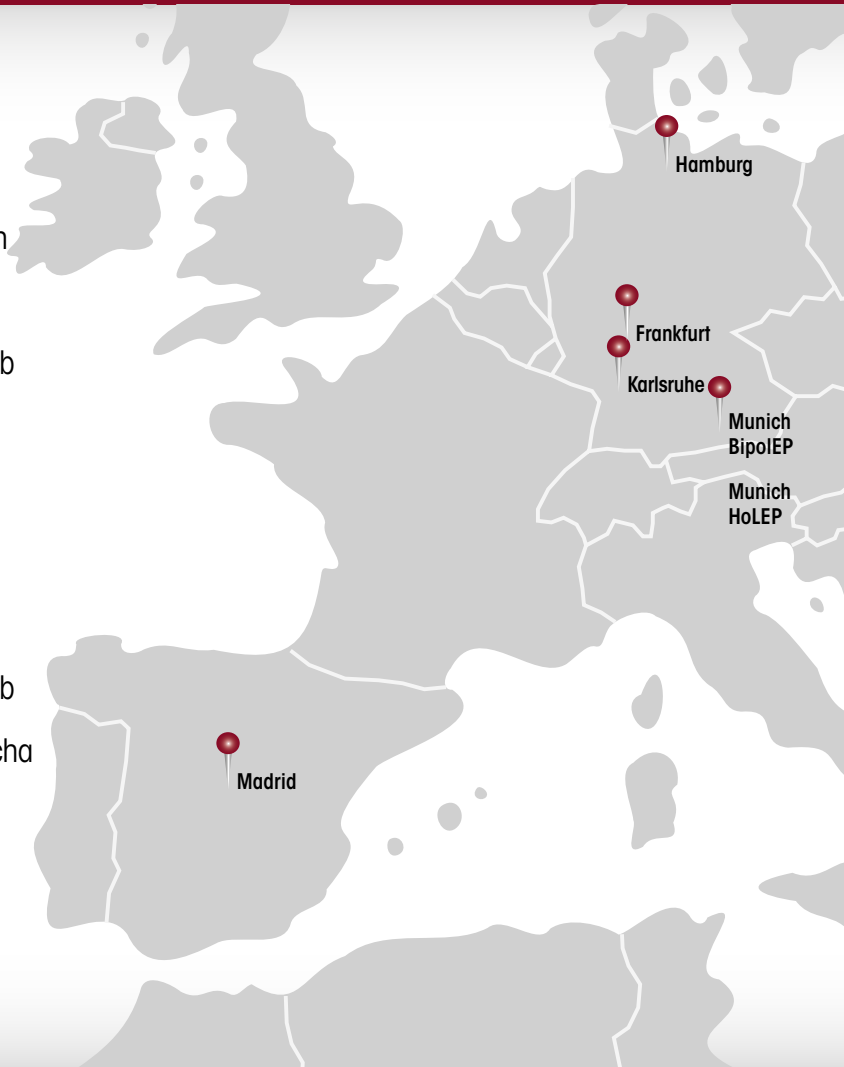 Hamburg
Frankfurt
Karlsruhe
Munich
BipolEP
Munich
HoLEP
Madrid